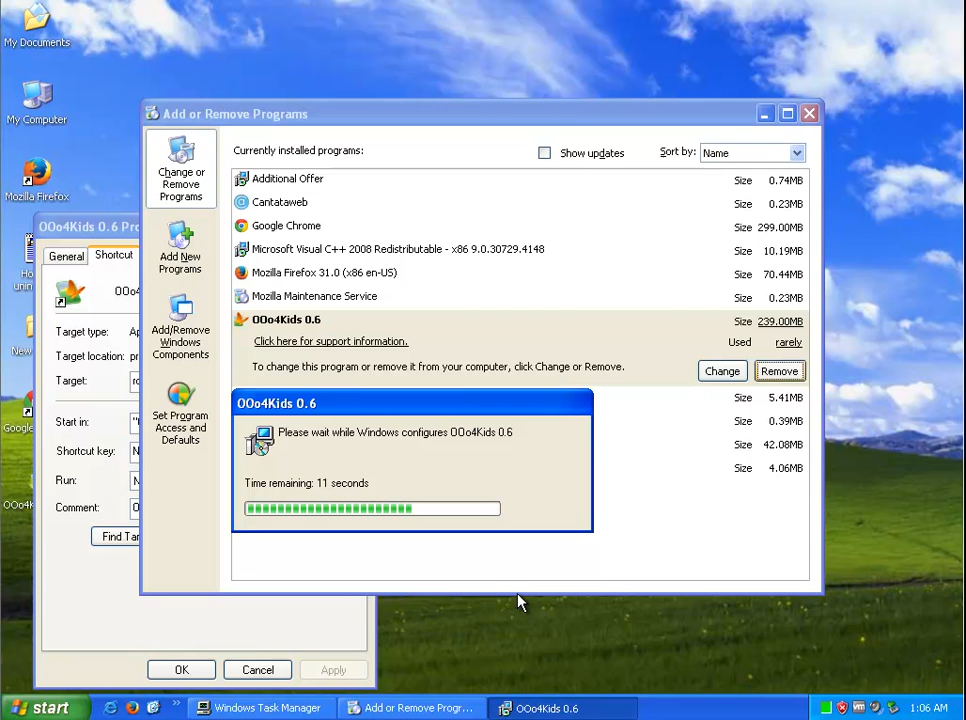 My Documents
My Computer
Mozilla Firefox
Add or Remove Programs
Change or
Remove
Programs
Add New
Programs
Add/Remove
Windows
Components
Set Program
Access and
Defaults
Currently installed programs:
Show updates
Sort by:
Name
Additional Offer
Size
0.74MB
Cantataweb
Size
0.23MB
Google Chrome
Size
299.00MB
Microsoft Visual C++ 2008 Redistributable - x86 9.0.30729.4148
Size
10.19MB
Mozilla Firefox 31.0 (x86 en-US)
Size
70.44MB
Mozilla Maintenance Service
Size
0.23MB
OOo4Kids 0.6
Size
239.00MB
Click here for support information.
Used
rarely
To change this program or remove it from your computer, click Change or Remove.
Change
Remove
Size
5.41MB
Size
0.39MB
Size
42.08MB
Size
4.06MB
OOo4Kids 0.6
Please wait while Windows configures OOo4Kids 0.6
Time remaining: 11 seconds
OOo4Kids 0.6 Pro
General
Shortcut
OOo4
Target type:
Target location:
Target:
Start in:
Shortcut key:
Run:
Comment:
Find Tar
OK
Cancel
Apply
Ho
unin
New
Google
OOo4K
start
Windows Task Manager
Add or Remove Progr...
OOo4Kids 0.6
1:06 AM